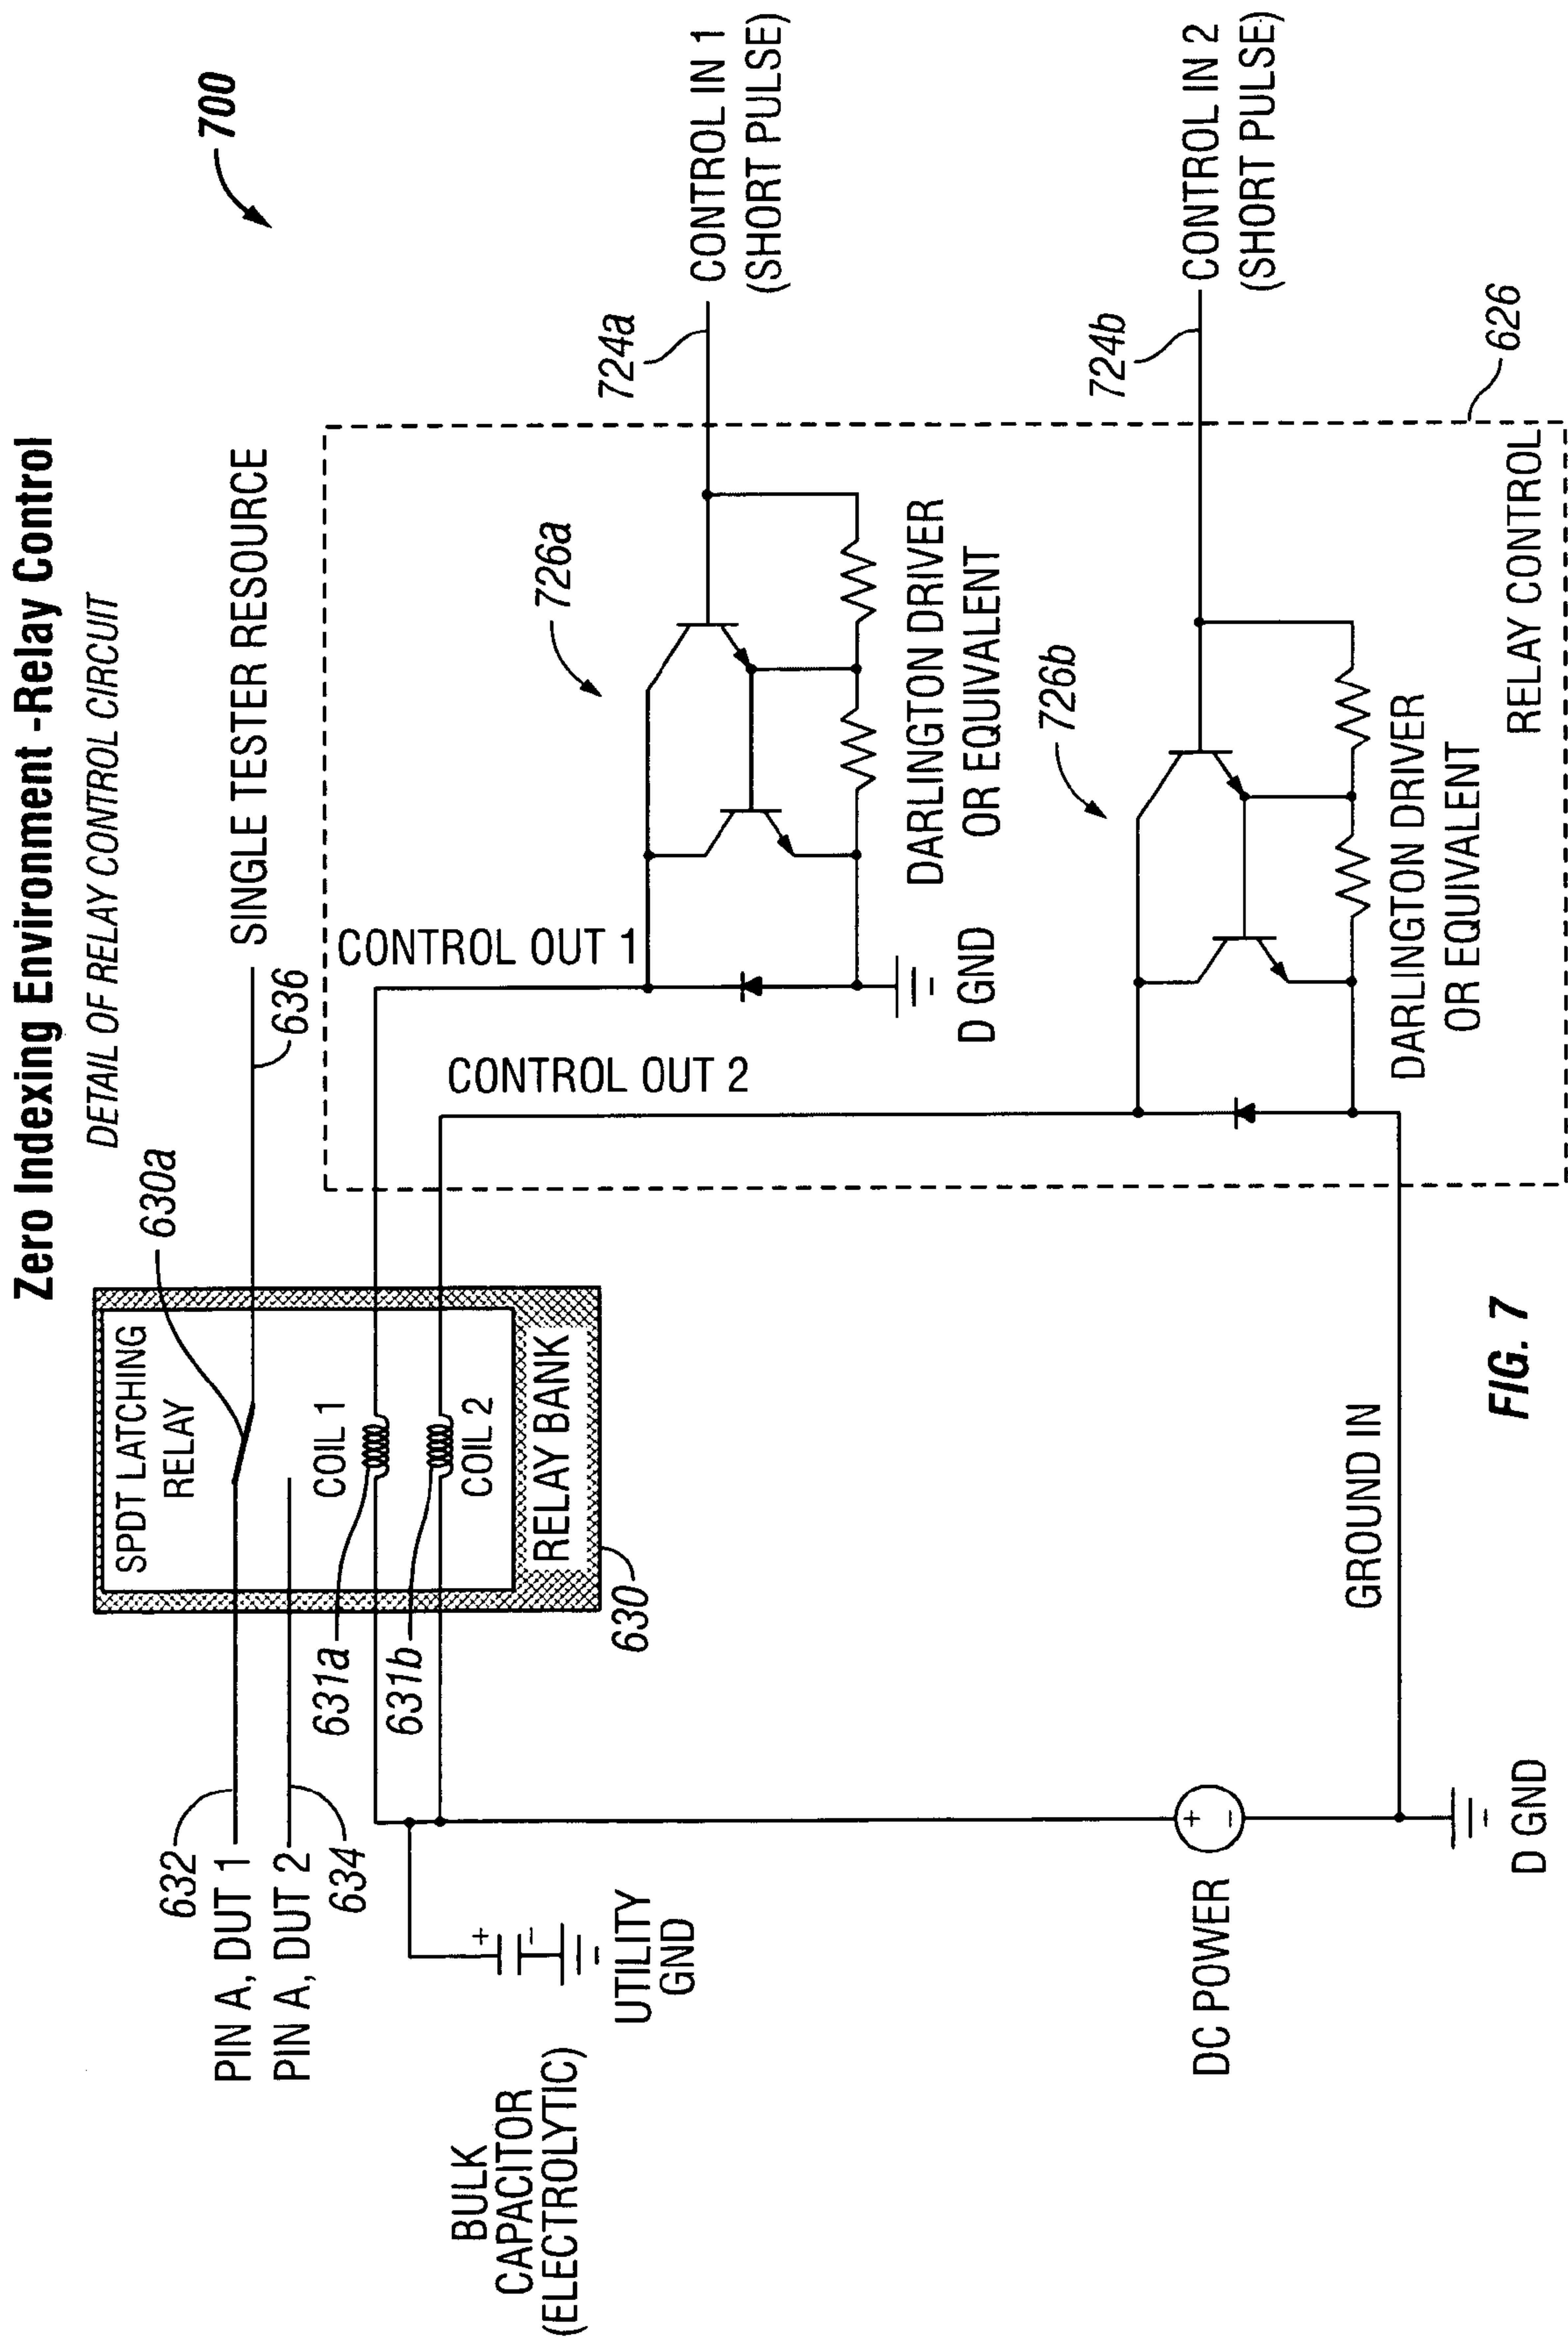 Zero Indexing Environment -Relay Control
DETAIL OF RELAY CONTROL CIRCUIT
700
632
PIN A, DUT 1
PIN A, DUT 2
634
SPDT LATCHING
RELAY
630a
636
SINGLE TESTER RESOURCE
COIL 1
COIL 2
631a
631b
RELAY BANK
630
BULK
CAPACITOR
(ELECTROLYTIC)
+
-
UTILITY
GND
CONTROL OUT 1
CONTROL OUT 2
726a
724a
CONTROL IN 1
(SHORT PULSE)
DARLINGTON DRIVER
OR EQUIVALENT
D GND
726b
724b
CONTROL IN 2
(SHORT PULSE)
DARLINGTON DRIVER
OR EQUIVALENT
626
RELAY CONTROL
DC POWER
+
-
GROUND IN
D GND
FIG. 7